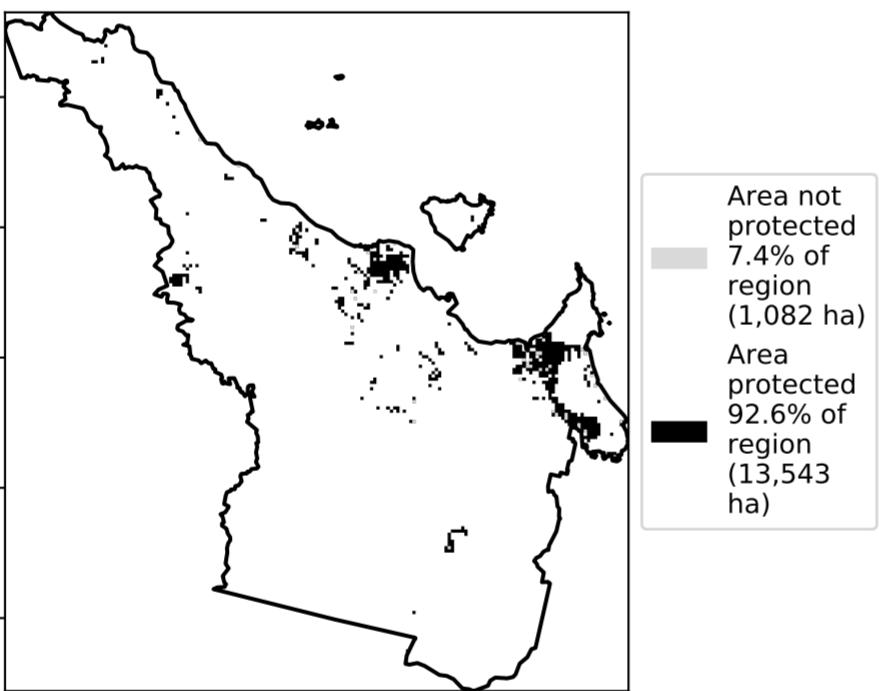 Area not
protected
7.4% of
region
(1,082 ha)
Area
protected
92.6% of
region
(13,543
ha)